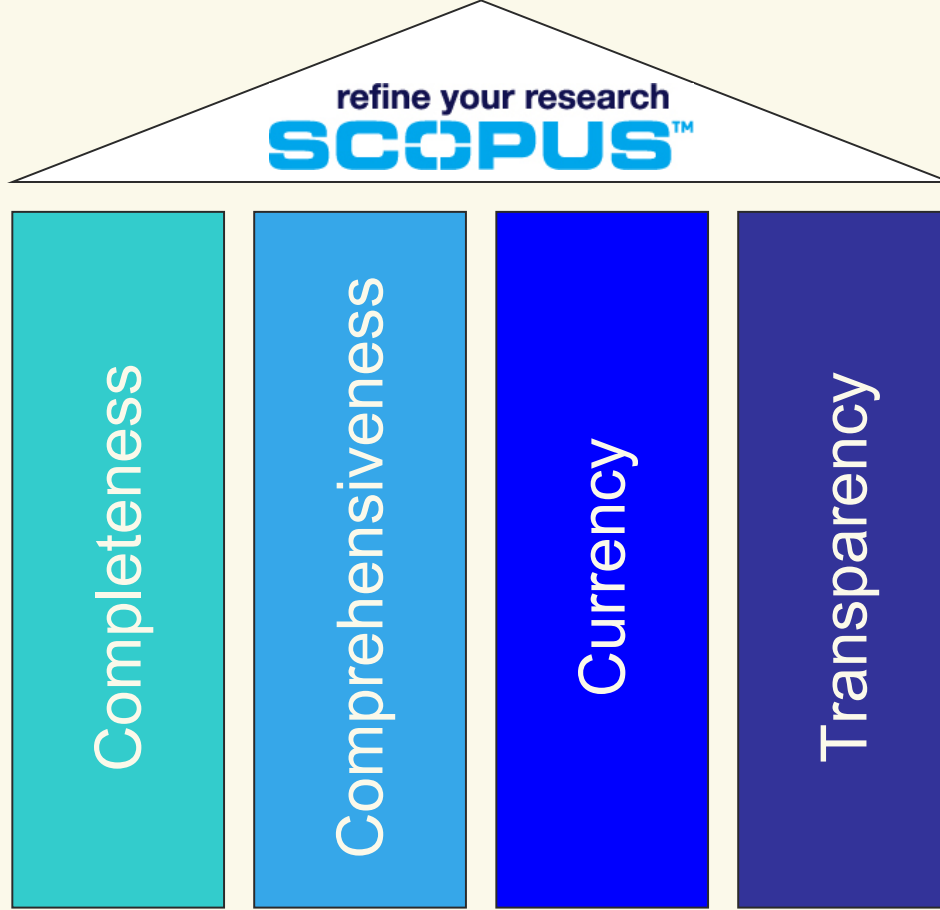 refine your research
SCOPUS™
Completeness
Comprehensiveness
Currency
Transparency